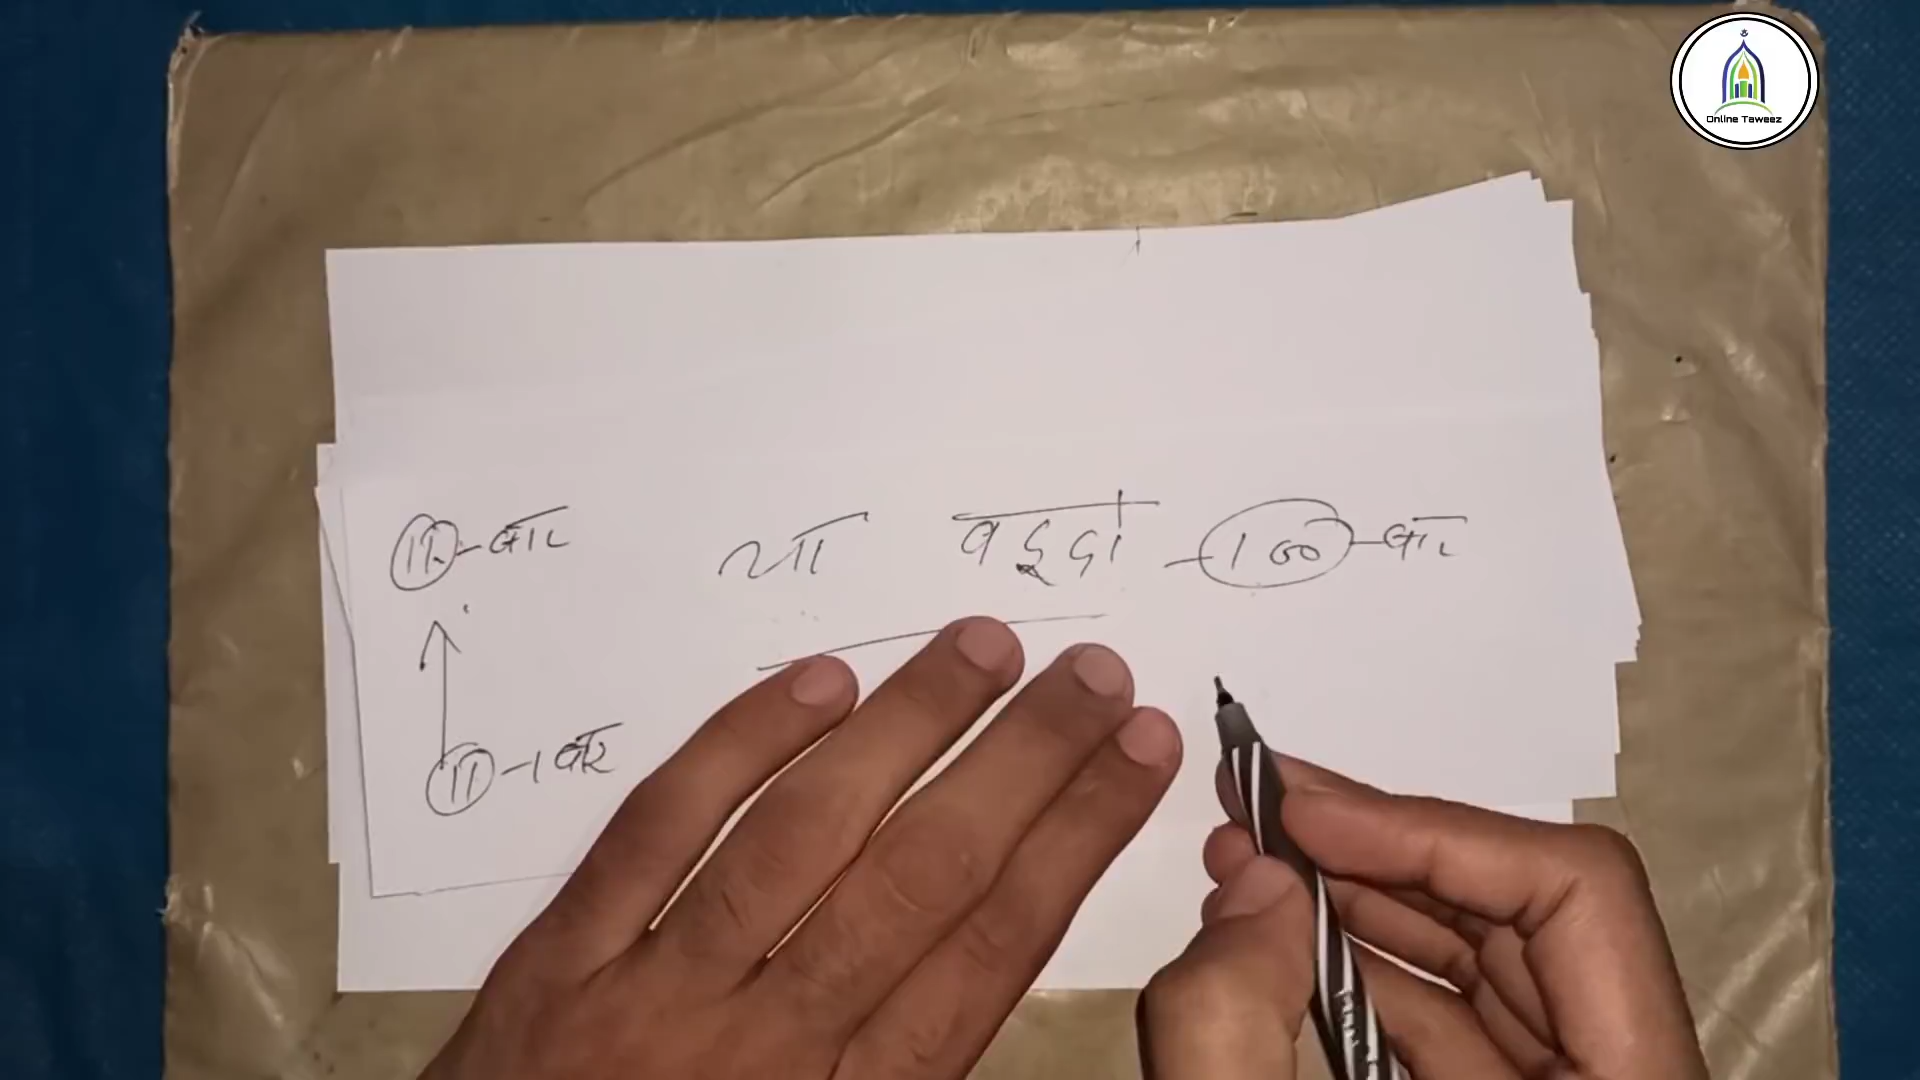 Online Taweez
11 - बार या वदूदो - 100 - बार
11 - बार